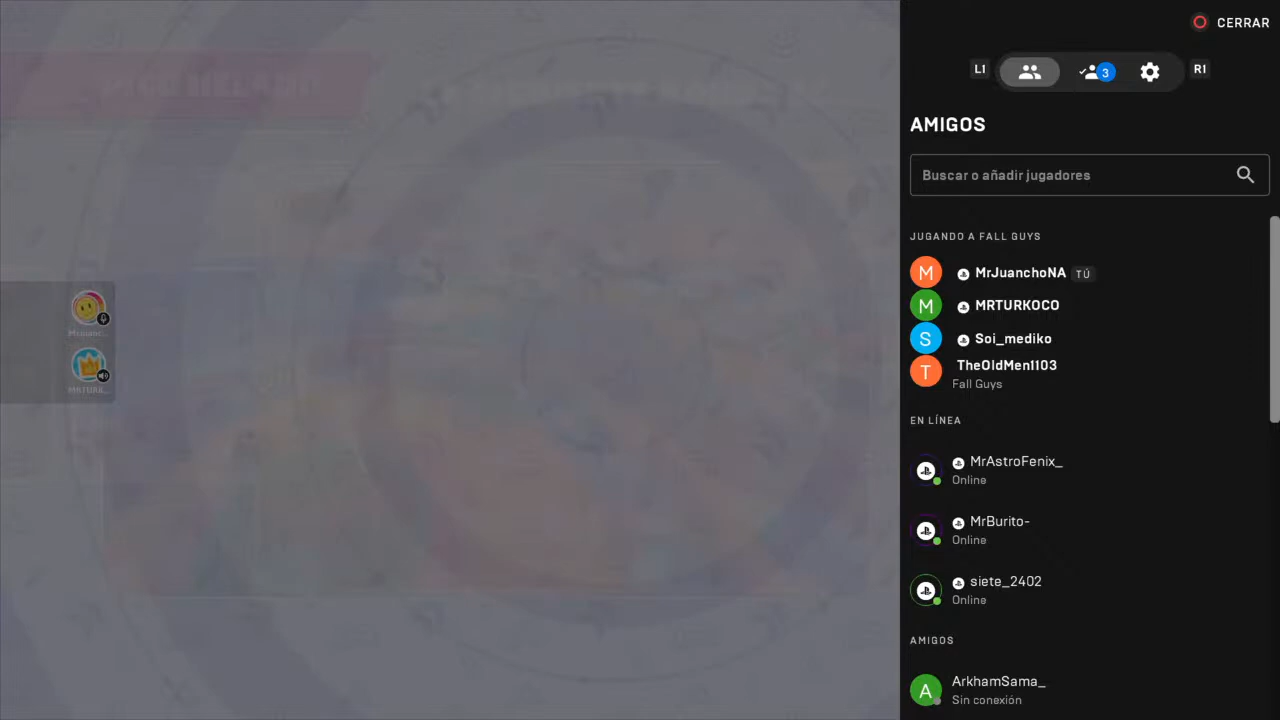 CERRAR
L1
3
R1
AMIGOS
Buscar o añadir jugadores
JUGANDO A FALL GUYS
M
MrJuanchoNA TÚ
M
MRTURKOCO
S
Soi_mediko
T
TheOldMen1103
Fall Guys
EN LÍNEA
MrAstroFenix_
Online
MrBurito-
Online
siete_2402
Online
AMIGOS
A
ArkhamSama_
Sin conexión